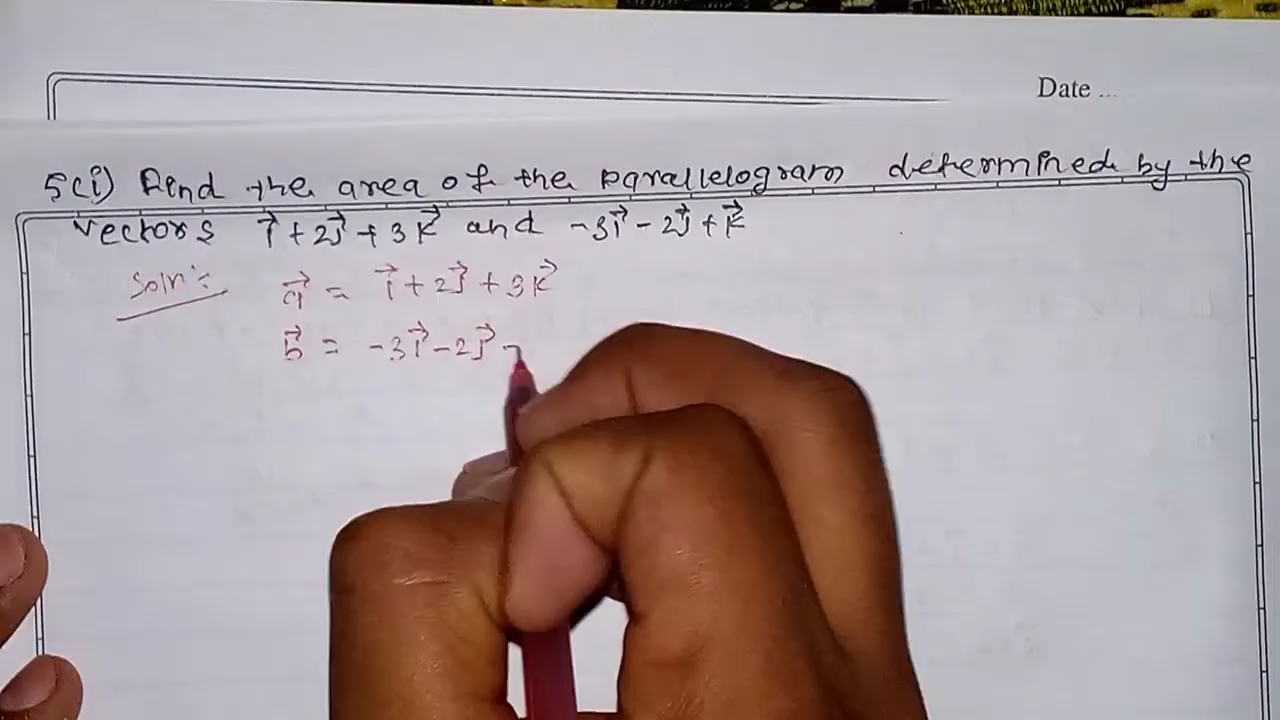 Date ...
5(i) Find the area of the parallelogram determined by the
vectors i⃗ + 2j⃗ + 3k⃗ and -3i⃗ - 2j⃗ + k⃗
Soln:
a⃗ = i⃗ + 2j⃗ + 3k⃗
b⃗ = -3i⃗ - 2j⃗ -